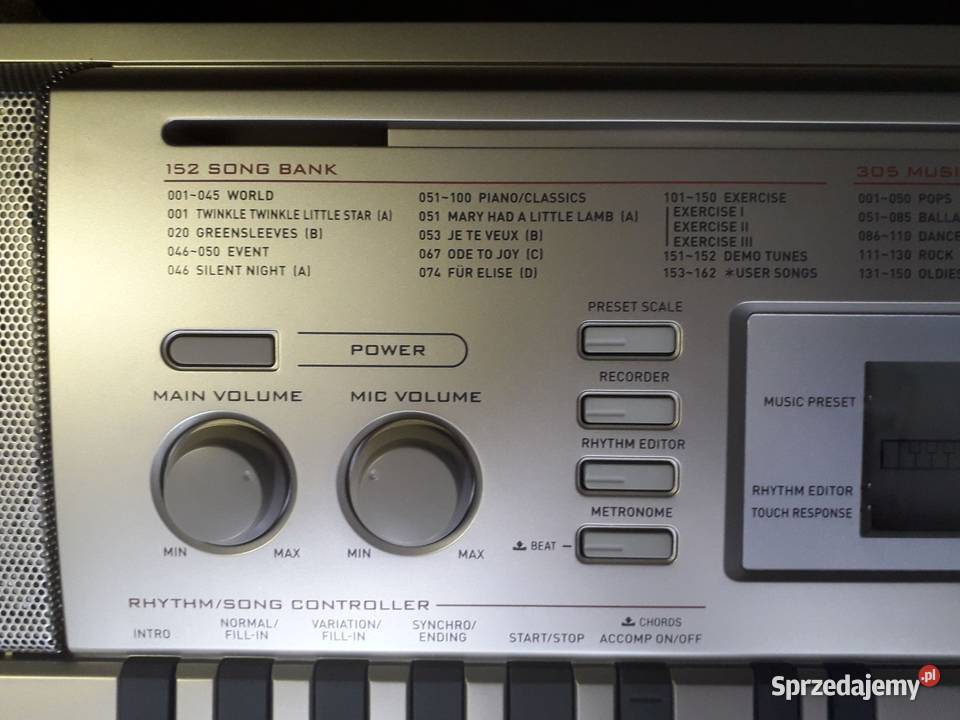 152 SONG BANK
001~045 WORLD
001 TWINKLE TWINKLE LITTLE STAR (A)
020 GREENSLEEVES (B)
046~050 EVENT
046 SILENT NIGHT (A)
051~100 PIANO/CLASSICS
051 MARY HAD A LITTLE LAMB (A)
053 JE TE VEUX (B)
067 ODE TO JOY (C)
074 FÜR ELISE (D)
101~150 EXERCISE
EXERCISE I
EXERCISE II
EXERCISE III
151~152 DEMO TUNES
153~162 *USER SONGS
305 MUSI
001~050 POPS
051~085 BALLA
086~110 DANCE
111~130 ROCK
131~150 OLDIES
POWER
MAIN VOLUME
MIC VOLUME
MIN
MAX
MIN
MAX
PRESET SCALE
RECORDER
RHYTHM EDITOR
METRONOME
BEAT
MUSIC PRESET
RHYTHM EDITOR
TOUCH RESPONSE
RHYTHM/SONG CONTROLLER
INTRO
NORMAL/
FILL-IN
VARIATION/
FILL-IN
SYNCHRO/
ENDING
START/STOP
CHORDS
ACCOMP ON/OFF
Sprzedajemy.pl